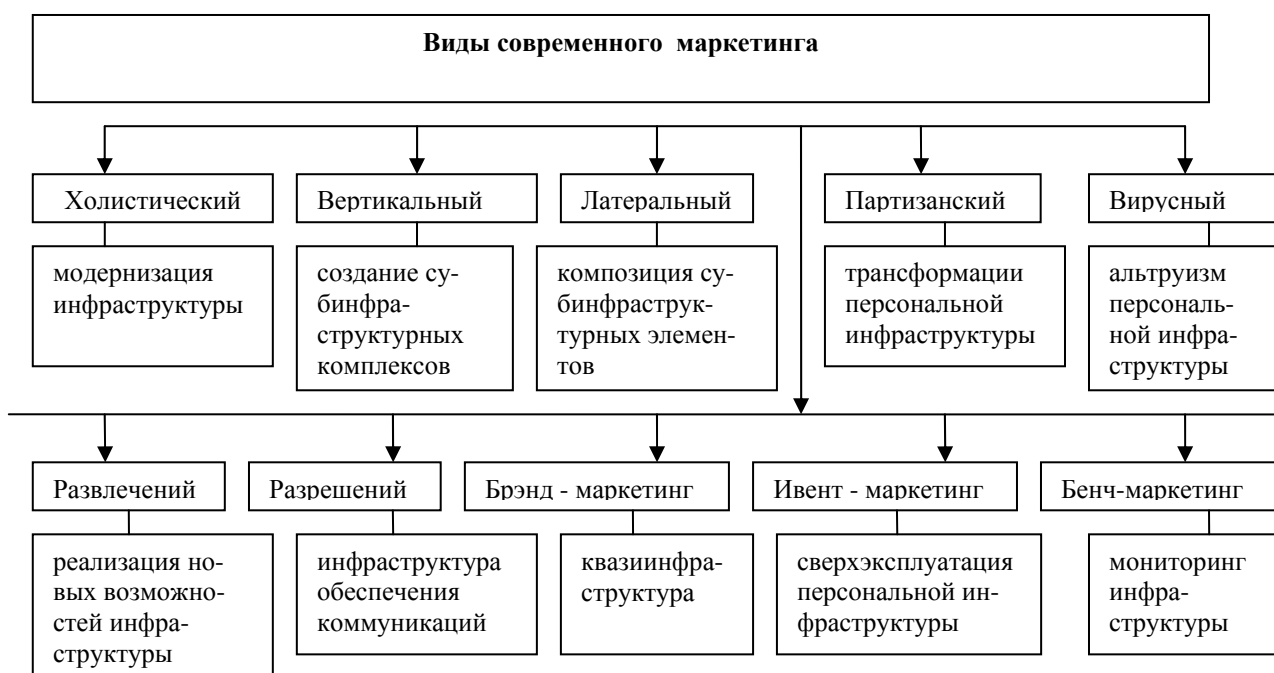 Виды современного маркетинга
Холистический
Вертикальный
Латеральный
Партизанский
Вирусный
модернизация
инфраструктуры
создание су-
бинфра-
структурных
комплексов
композиция су-
бинфраструк-
турных элемен-
тов
трансформации
персональной
инфраструктуры
альтруизм
персональ-
ной инфра-
структуры
Развлечений
Разрешений
Брэнд - маркетинг
Ивент - маркетинг
Бенч-маркетинг
реализация но-
вых возможно-
стей инфра-
структуры
инфраструктура
обеспечения
коммуникаций
квазиинфра-
структура
сверхэксплуатация
персональной ин-
фраструктуры
мониторинг
инфра-
структуры